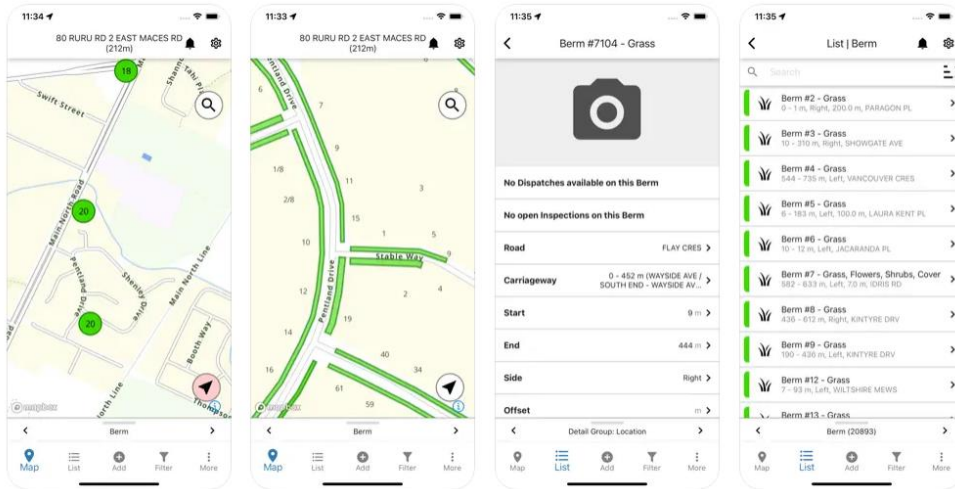 11:34
80 RURU RD 2 EAST MACES RD
(212m)
18
Swift Street
Main North Road
20
Pentland Drive
Shenley Drive
Main North Line
20
Booth Way
mapbox
Berm
Map
List
Add
Filter
More
11:33
80 RURU RD 2 EAST MACES RD
(212m)
Pentland Drive
6
7
9
1/8
11
2/8
3
15
1
5
10
Stable Way
9
12
2
4
Pentland Drive
19
14
40
16
34
61
59
mapbox
Berm
Map
List
Add
Filter
More
11:35
Berm #7104 - Grass
No Dispatches available on this Berm
No open Inspections on this Berm
Road
FLAY CRES
Carriageway
0 - 452 m (WAYSIDE AVE /
SOUTH END - WAYSIDE AV...
Start
9 m
End
444 m
Side
Right
Offset
m
Detail Group: Location
Map
List
Add
Filter
More
11:35
List | Berm
Search
Berm #2 - Grass
0 - 1 m, Right, 200.0 m, PARAGON PL
Berm #3 - Grass
10 - 310 m, Right, SHOWGATE AVE
Berm #4 - Grass
544 - 735 m, Left, VANCOUVER CRES
Berm #5 - Grass
6 - 183 m, Left, 100.0 m, LAURA KENT PL
Berm #6 - Grass
10 - 12 m, Left, JACARANDA PL
Berm #7 - Grass, Flowers, Shrubs, Cover
582 - 633 m, Left, 7.0 m, IDRIS RD
Berm #8 - Grass
436 - 612 m, Right, KINTYRE DRV
Berm #9 - Grass
190 - 436 m, Left, KINTYRE DRV
Berm #12 - Grass
7 - 93 m, Left, WILTSHIRE MEWS
Berm #13 - Grass
Berm (20893)
Map
List
Add
Filter
More